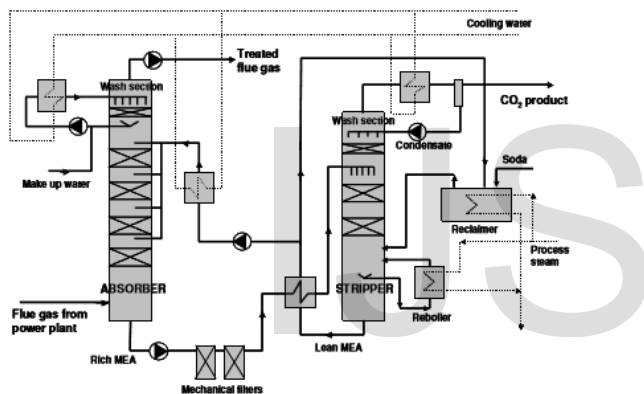 Cooling water
Treated
flue gas
Wash section
CO₂ product
Wash section
Condensate
Soda
Make up water
Reclaimer
Process
steam
ABSORBER
STRIPPER
Flue gas from
power plant
Reboiler
Rich MEA
Lean MEA
Mechanical filters
IJS